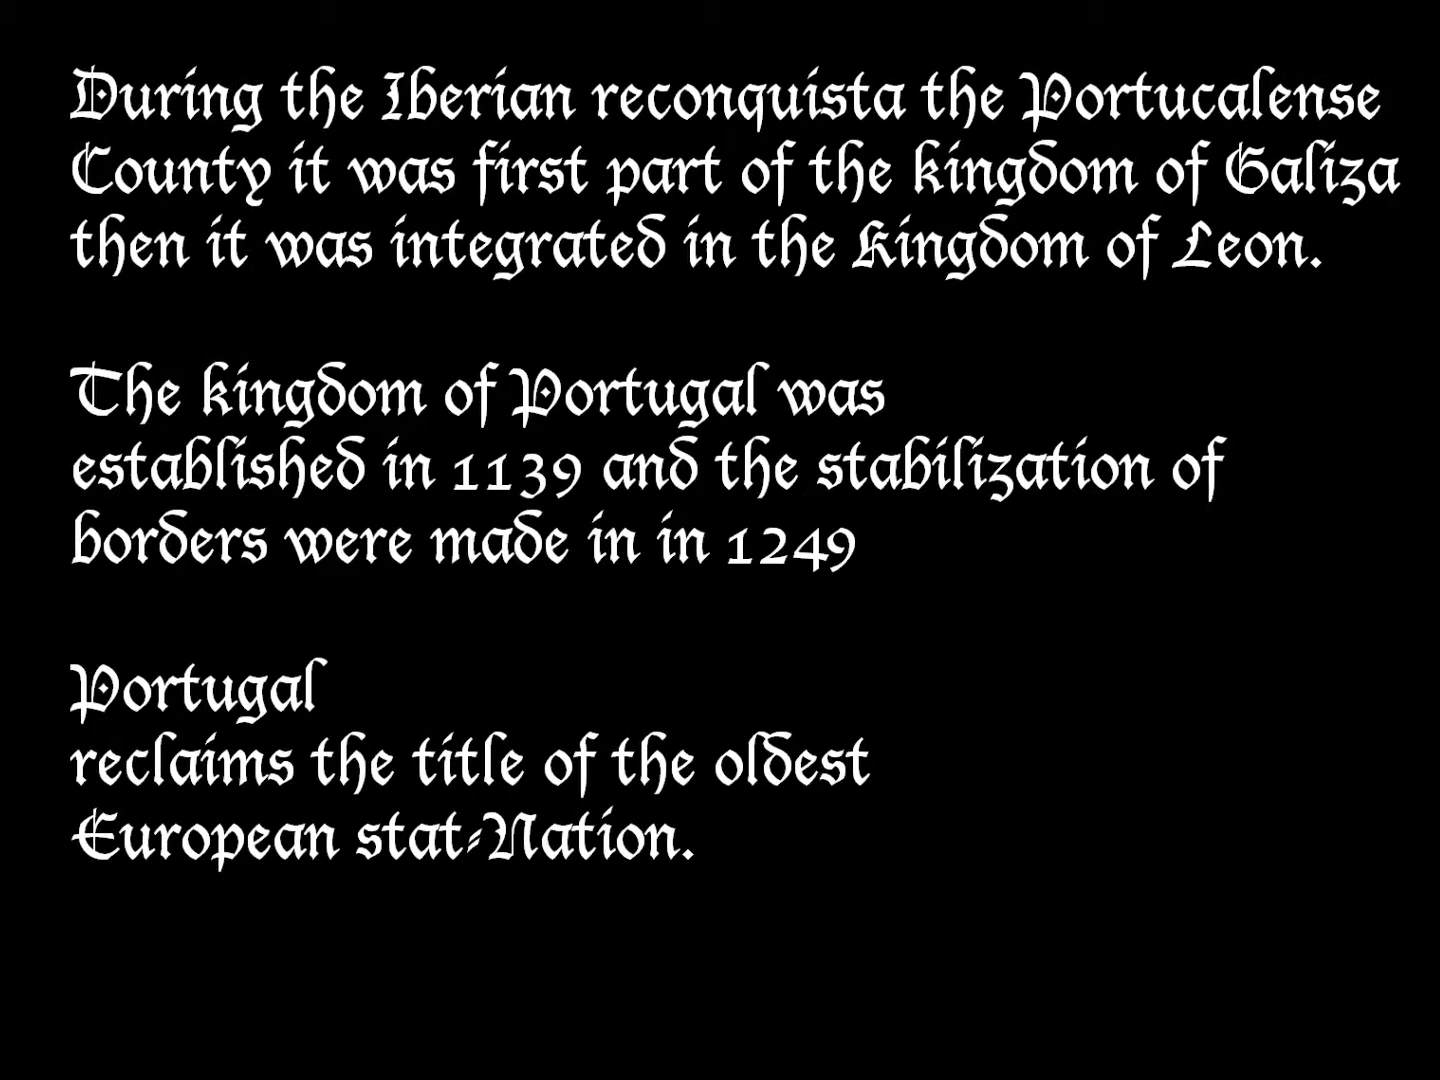 During the Iberian reconquista the Portucalense
County it was first part of the kingdom of Galiza
then it was integrated in the Kingdom of Leon.
The kingdom of Portugal was
established in 1139 and the stabilization of
borders were made in in 1249
Portugal
reclaims the title of the oldest
European stat-Nation.